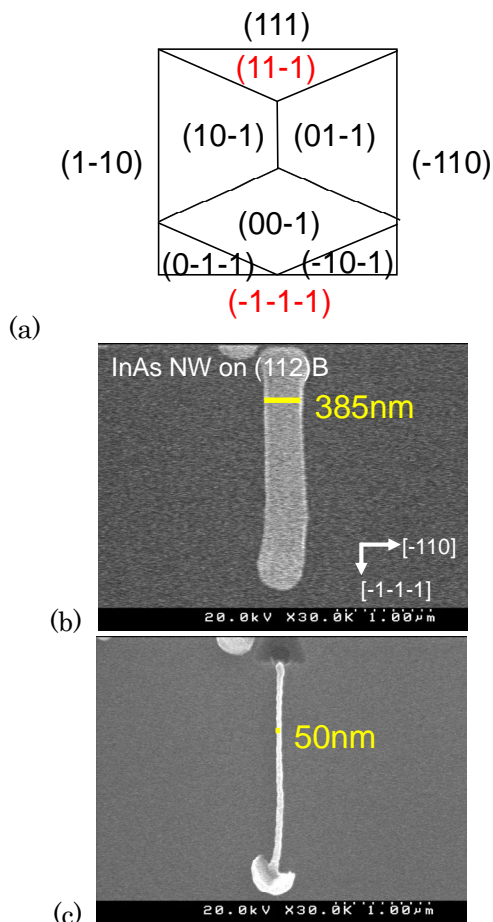 (111)
(11-1)
(10-1) (01-1)
(1-10) (-110)
(00-1)
(0-1-1) (-10-1)
(-1-1-1)
(a)
InAs NW on (112)B
385nm
[-110]
[-1-1-1]
20.0kV X30.0K 1.00μm
(b)
50nm
20.0kV X30.0K 1.00μm
(c)